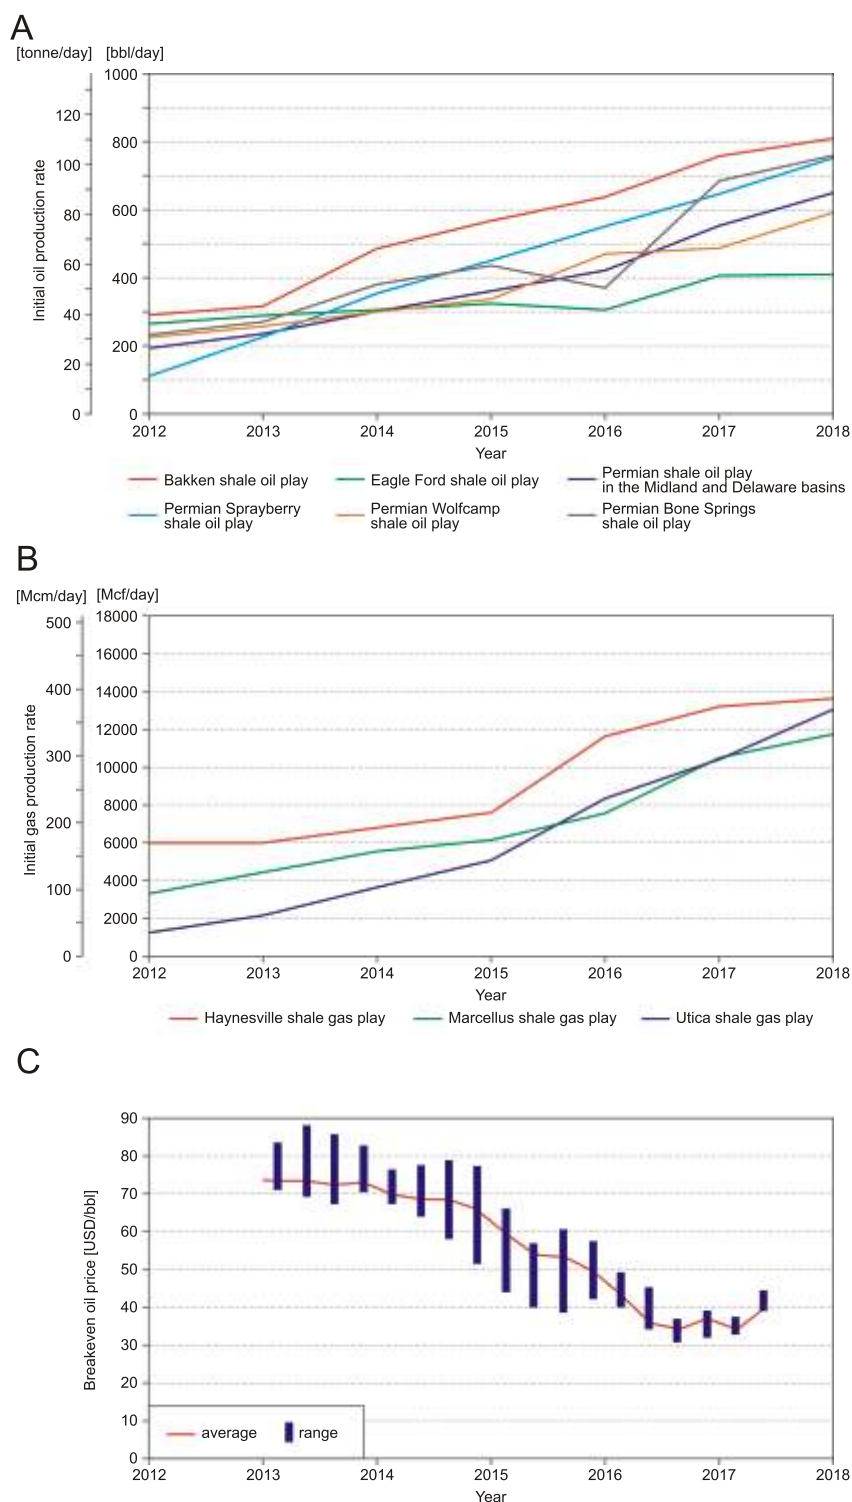 A
[tonne/day] [bbl/day]
1000
800
600
400
200
0
120
100
80
60
40
20
0
Initial oil production rate
2012 2013 2014 2015 2016 2017 2018
Year
Bakken shale oil play
Eagle Ford shale oil play
Permian shale oil play
in the Midland and Delaware basins
Permian Sprayberry
shale oil play
Permian Wolfcamp
shale oil play
Permian Bone Springs
shale oil play
B
[Mcm/day] [Mcf/day]
18000
16000
14000
12000
10000
8000
6000
4000
2000
0
500
400
300
200
100
0
Initial gas production rate
2012 2013 2014 2015 2016 2017 2018
Year
Haynesville shale gas play
Marcellus shale gas play
Utica shale gas play
C
90
80
70
60
50
40
30
20
10
0
Breakeven oil price [USD/bbl]
average
range
2012 2013 2014 2015 2016 2017 2018
Year